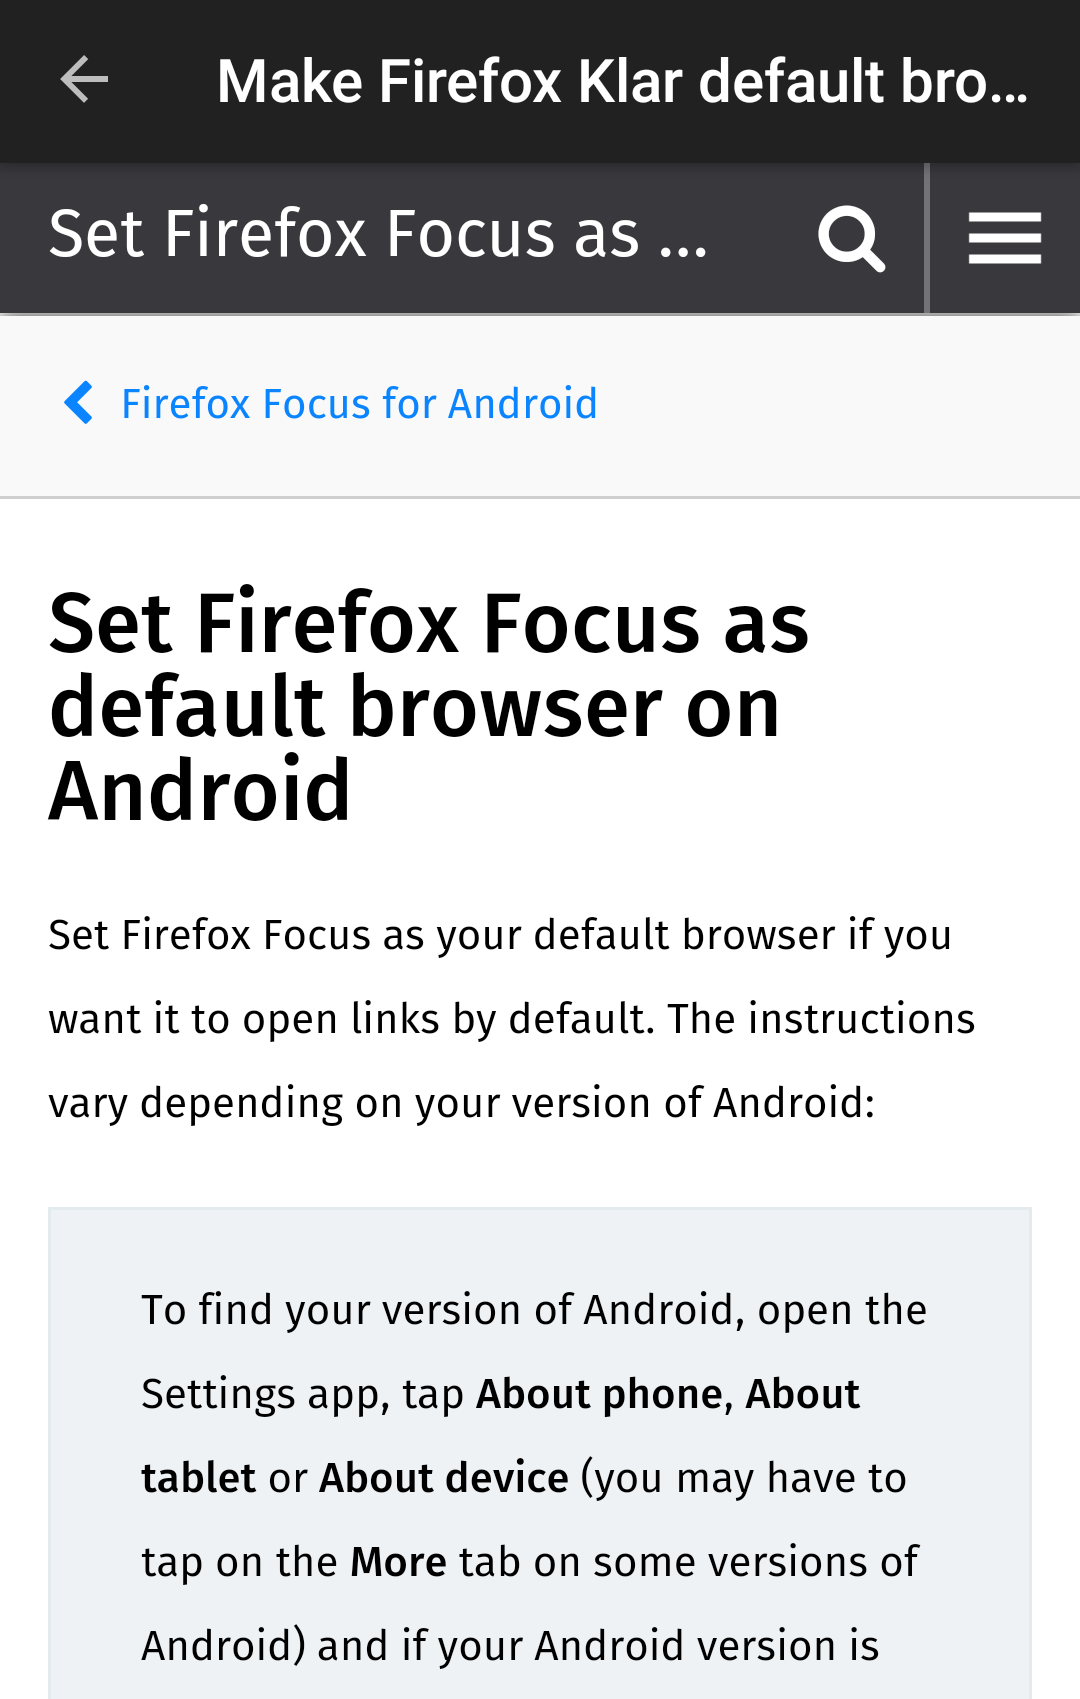 Make Firefox Klar default bro...
Set Firefox Focus as ...
Firefox Focus for Android
Set Firefox Focus as
default browser on
Android
Set Firefox Focus as your default browser if you
want it to open links by default. The instructions
vary depending on your version of Android:
To find your version of Android, open the
Settings app, tap About phone, About
tablet or About device (you may have to
tap on the More tab on some versions of
Android) and if your Android version is